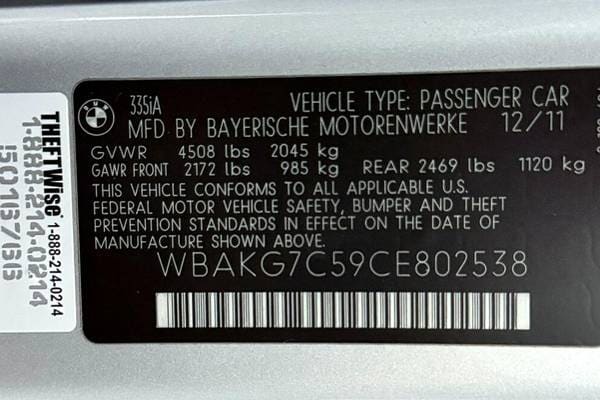 335iA
VEHICLE TYPE: PASSENGER CAR
MFD. BY BAYERISCHE MOTORENWERKE 12/11
GVWR 4508 lbs 2045 kg
GAWR FRONT 2172 lbs 985 kg REAR 2469 lbs 1120 kg
THIS VEHICLE CONFORMS TO ALL APPLICABLE U.S.
FEDERAL MOTOR VEHICLE SAFETY, BUMPER AND THEFT
PREVENTION STANDARDS IN EFFECT ON THE DATE OF
MANUFACTURE SHOWN ABOVE.
WBAKG7C59CE802538
BMW
THEFTWise 1-888-214-0214
1-888-214-0214